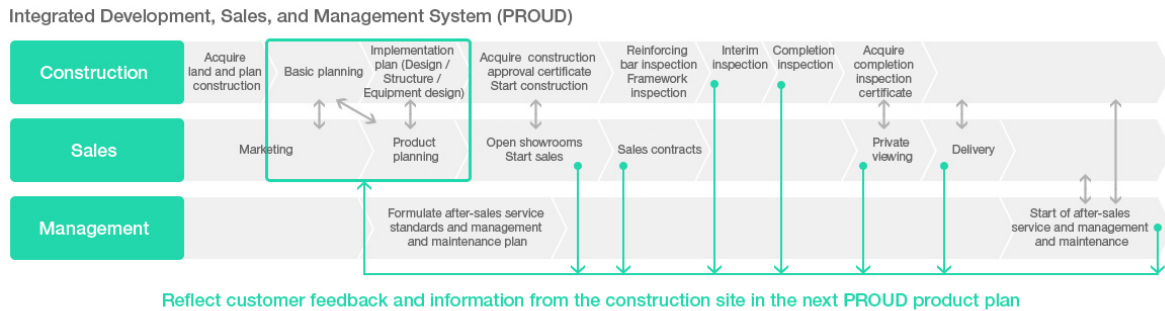 Integrated Development, Sales, and Management System (PROUD)
Construction
Acquire
land and plan
construction
Basic planning
Implementation
plan (Design /
Structure /
Equipment design)
Acquire construction
approval certificate
Start construction
Reinforcing
bar inspection
Framework
inspection
Interim
inspection
Completion
inspection
Acquire
completion
inspection
certificate
Sales
Marketing
Product
planning
Open showrooms
Start sales
Sales contracts
Private
viewing
Delivery
Management
Formulate after-sales service
standards and management
and maintenance plan
Start of after-sales
service and management
and maintenance
Reflect customer feedback and information from the construction site in the next PROUD product plan